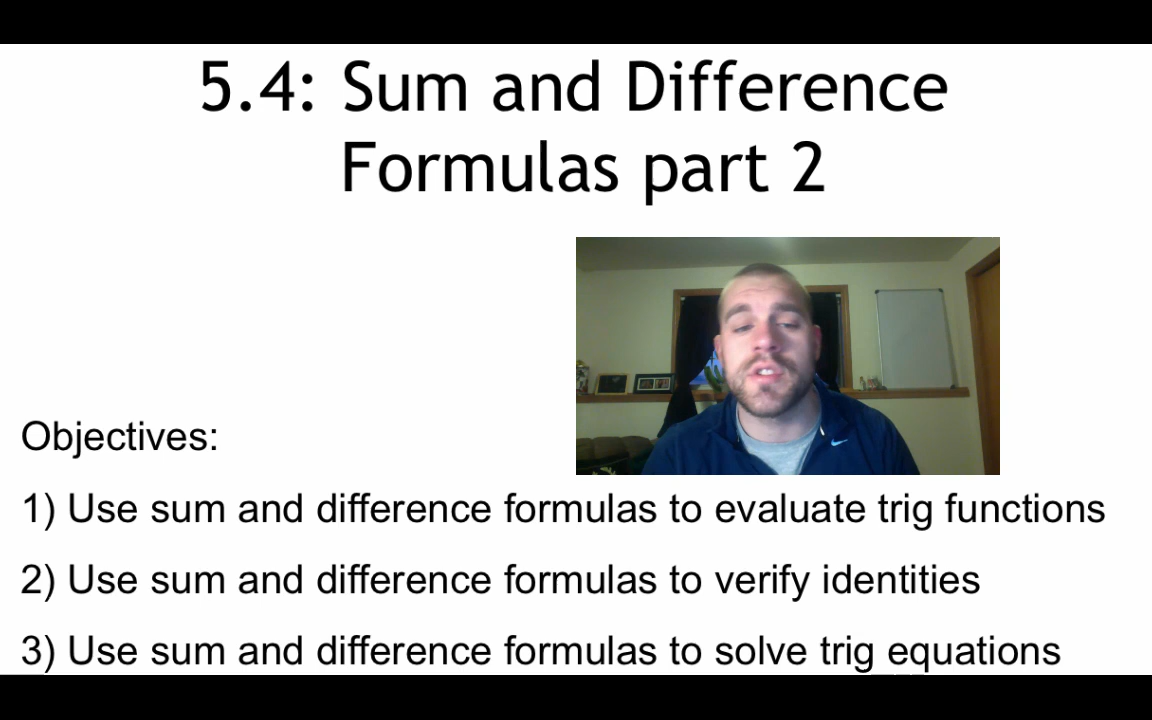 5.4: Sum and Difference
Formulas part 2
Objectives:
1) Use sum and difference formulas to evaluate trig functions
2) Use sum and difference formulas to verify identities
3) Use sum and difference formulas to solve trig equations